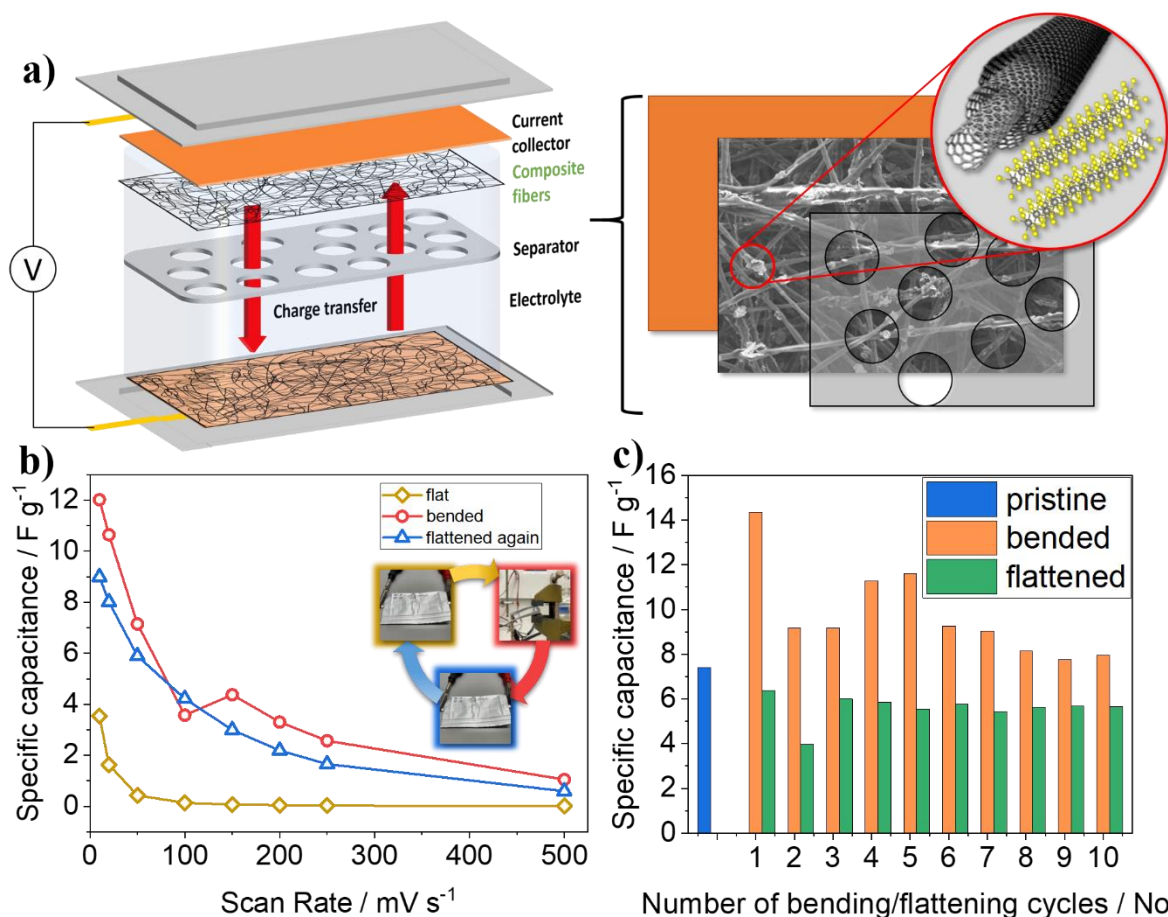 a)
Current
collector
Composite
fibers
Separator
Electrolyte
Charge transfer
V
b)
Specific capacitance / F g⁻¹
12
10
8
6
4
2
0
0 100 200 300 400 500
Scan Rate / mV s⁻¹
flat
bended
flattened again
c)
Specific capacitance / F g⁻¹
16
14
12
10
8
6
4
2
0
1 2 3 4 5 6 7 8 9 10
Number of bending/flattening cycles / No
pristine
bended
flattened